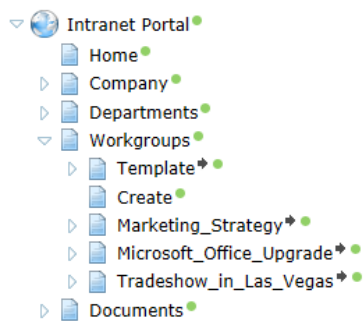 Intranet Portal
Home
Company
Departments
Workgroups
Template
Create
Marketing_Strategy
Microsoft_Office_Upgrade
Tradeshow_in_Las_Vegas
Documents